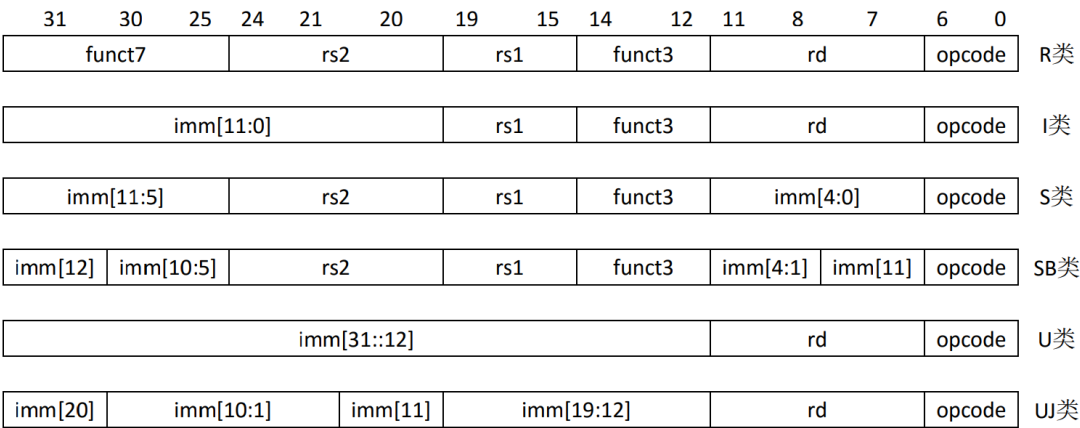 31 30 25 24 21 20 19 15 14 12 11 8 7 6 0
funct7 rs2 rs1 funct3 rd opcode R类
imm[11:0] rs1 funct3 rd opcode I类
imm[11:5] rs2 rs1 funct3 imm[4:0] opcode S类
imm[12] imm[10:5] rs2 rs1 funct3 imm[4:1] imm[11] opcode SB类
imm[31::12] rd opcode U类
imm[20] imm[10:1] imm[11] imm[19:12] rd opcode UJ类